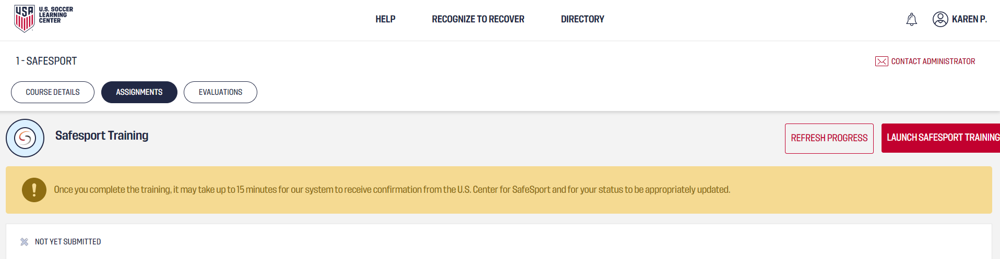 USA
U.S. SOCCER
LEARNING
CENTER
HELP
RECOGNIZE TO RECOVER
DIRECTORY
KAREN P.
1 - SAFESPORT
CONTACT ADMINISTRATOR
COURSE DETAILS
ASSIGNMENTS
EVALUATIONS
Safesport Training
REFRESH PROGRESS
LAUNCH SAFESPORT TRAINING
Once you complete the training, it may take up to 15 minutes for our system to receive confirmation from the U.S. Center for SafeSport and for your status to be appropriately updated.
NOT YET SUBMITTED